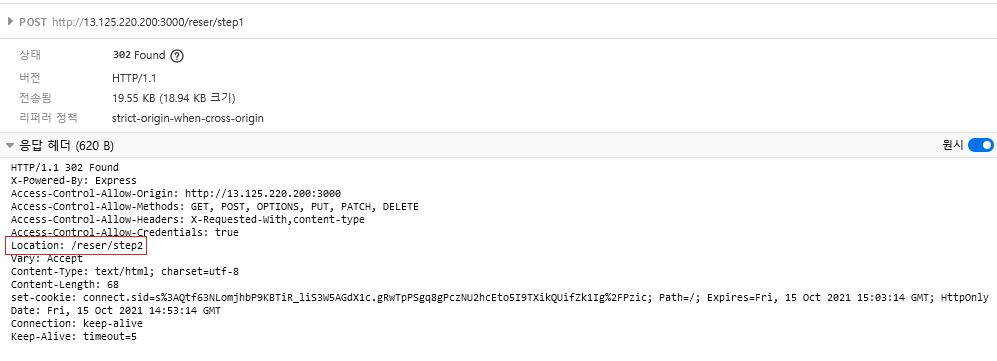 POST http://13.125.220.200:3000/reser/step1
상태 302 Found ?
버전 HTTP/1.1
전송됨 19.55 KB (18.94 KB 크기)
리퍼러 정책 strict-origin-when-cross-origin
응답 헤더 (620 B) 원시
HTTP/1.1 302 Found
X-Powered-By: Express
Access-Control-Allow-Origin: http://13.125.220.200:3000
Access-Control-Allow-Methods: GET, POST, OPTIONS, PUT, PATCH, DELETE
Access-Control-Allow-Headers: X-Requested-With,content-type
Access-Control-Allow-Credentials: true
Location: /reser/step2
Vary: Accept
Content-Type: text/html; charset=utf-8
Content-Length: 68
set-cookie: connect.sid=s%3AQtf63NLomjhbP9KBTiR_liS3W5AGdX1c.gRwTpPSgq8gPczNU2hcEto5I9TXikQUifZk1Ig%2FPzic; Path=/; Expires=Fri, 15 Oct 2021 15:03:14 GMT; HttpOnly
Date: Fri, 15 Oct 2021 14:53:14 GMT
Connection: keep-alive
Keep-Alive: timeout=5